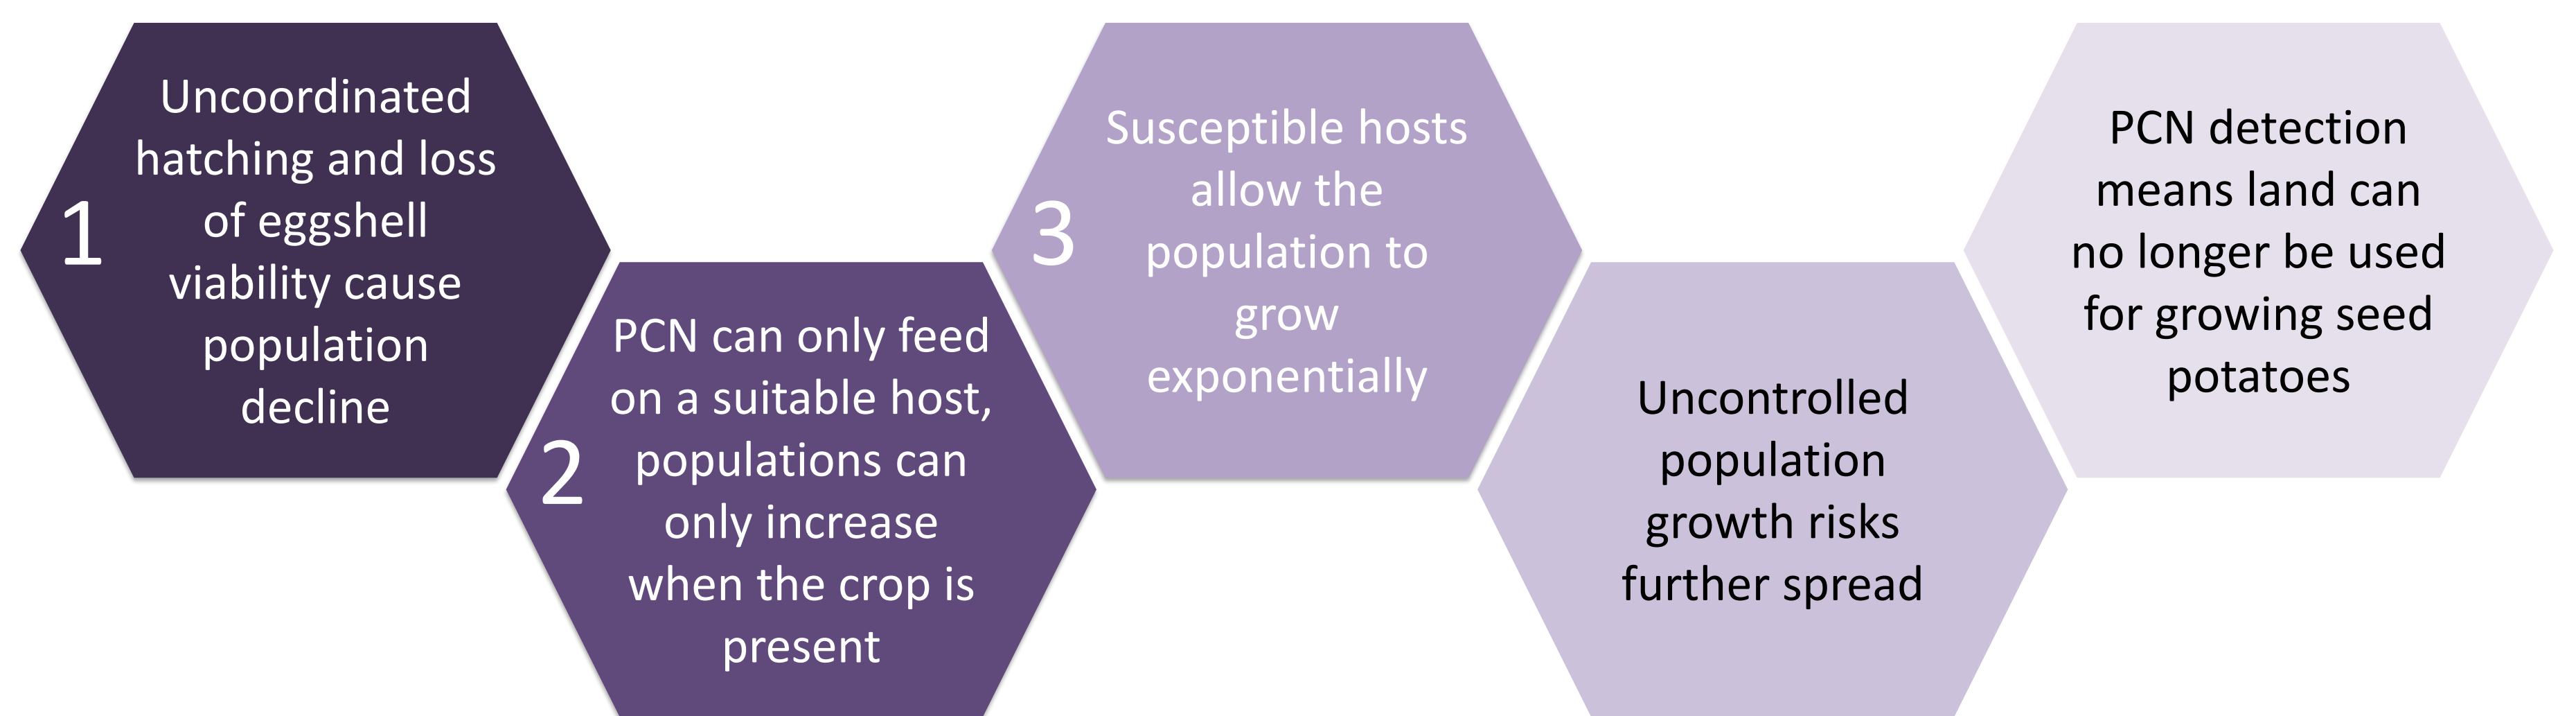 1
Uncoordinated
hatching and loss
of eggshell
viability cause
population
decline
2
PCN can only feed
on a suitable host,
populations can
only increase
when the crop is
present
3
Susceptible hosts
allow the
population to
grow
exponentially
Uncontrolled
population
growth risks
further spread
PCN detection
means land can
no longer be used
for growing seed
potatoes